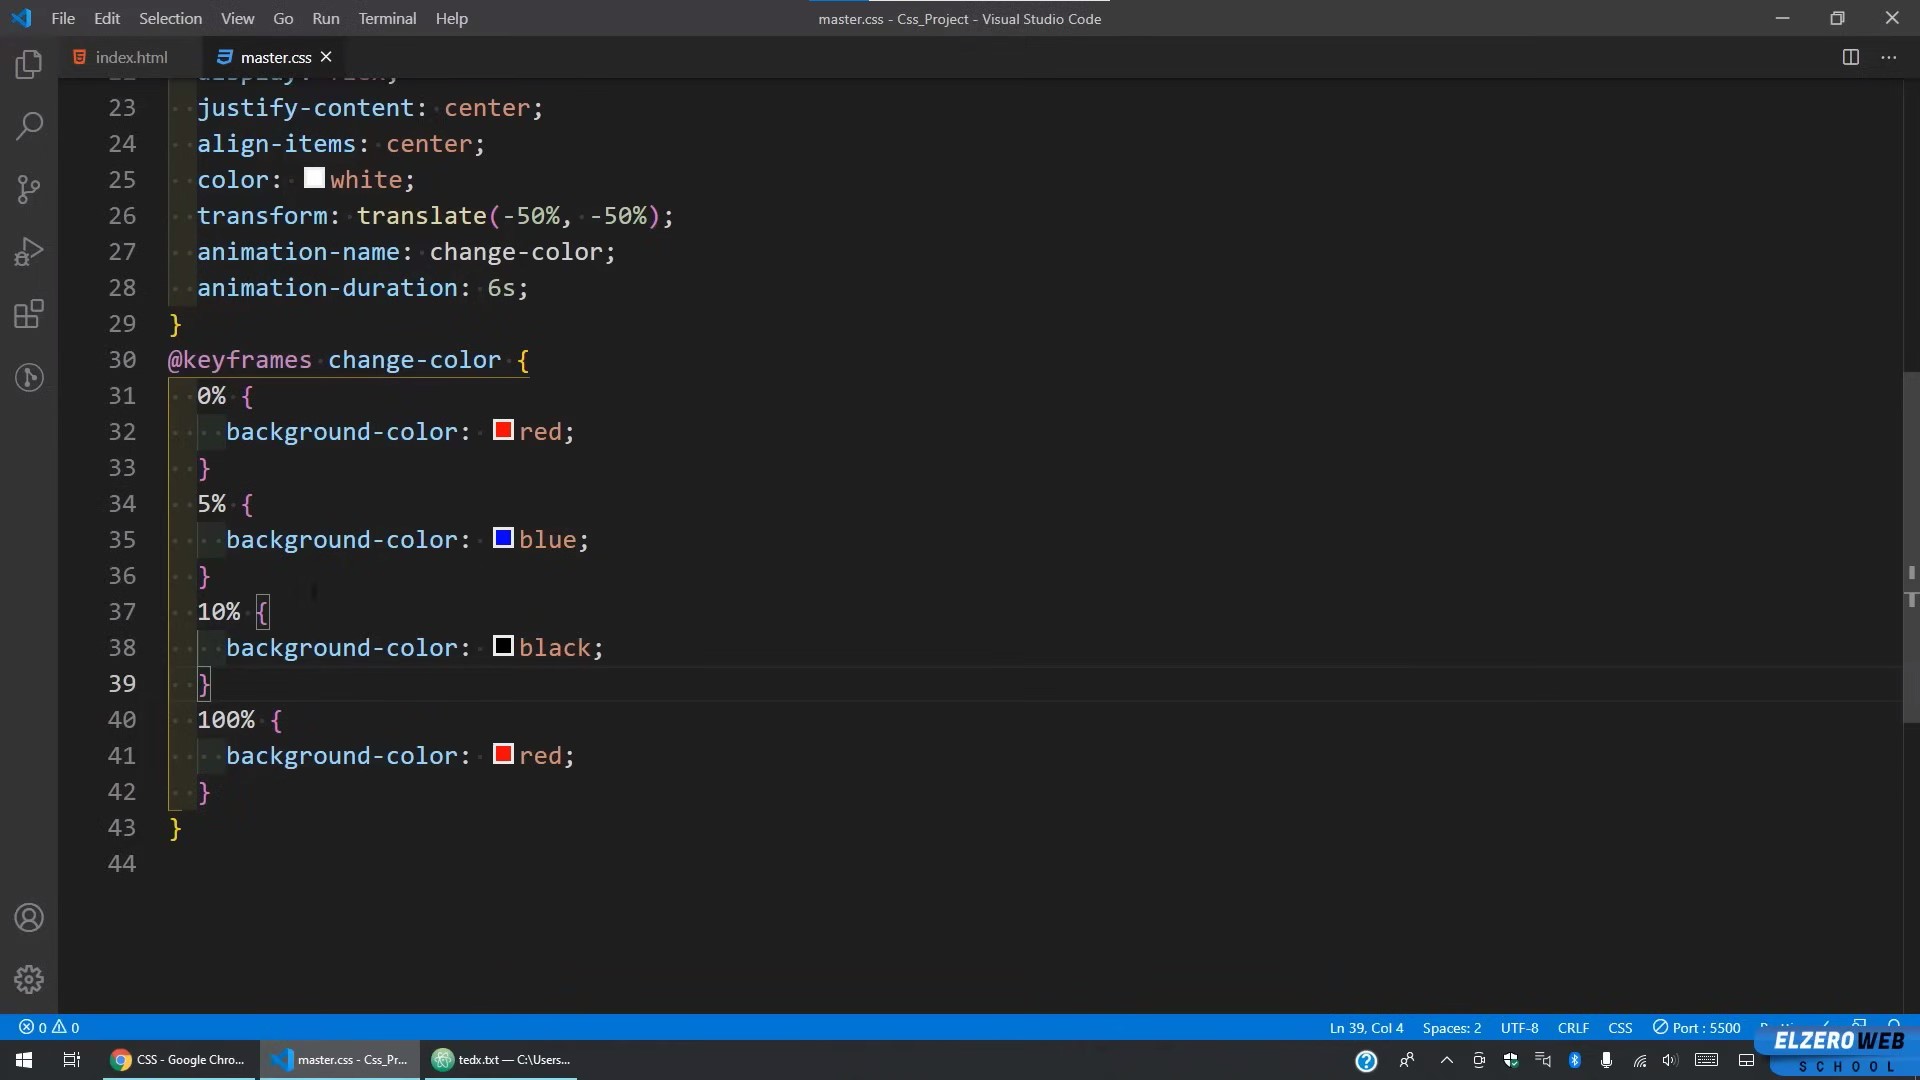 File Edit Selection View Go Run Terminal Help
master.css - Css_Project - Visual Studio Code
index.html
master.css
22 display: flex;
23 justify-content: center;
24 align-items: center;
25 color: white;
26 transform: translate(-50%, -50%);
27 animation-name: change-color;
28 animation-duration: 6s;
29 }
30 @keyframes change-color {
31 0% {
32 background-color: red;
33 }
34 5% {
35 background-color: blue;
36 }
37 10% {
38 background-color: black;
39 }
40 100% {
41 background-color: red;
42 }
43 }
44
0 0
Ln 39, Col 4 Spaces: 2 UTF-8 CRLF CSS Port : 5500
CSS - Google Chro...
master.css - Css_Pr...
tedx.txt — C:\Users...
ELZEROWEB
SCHOOL